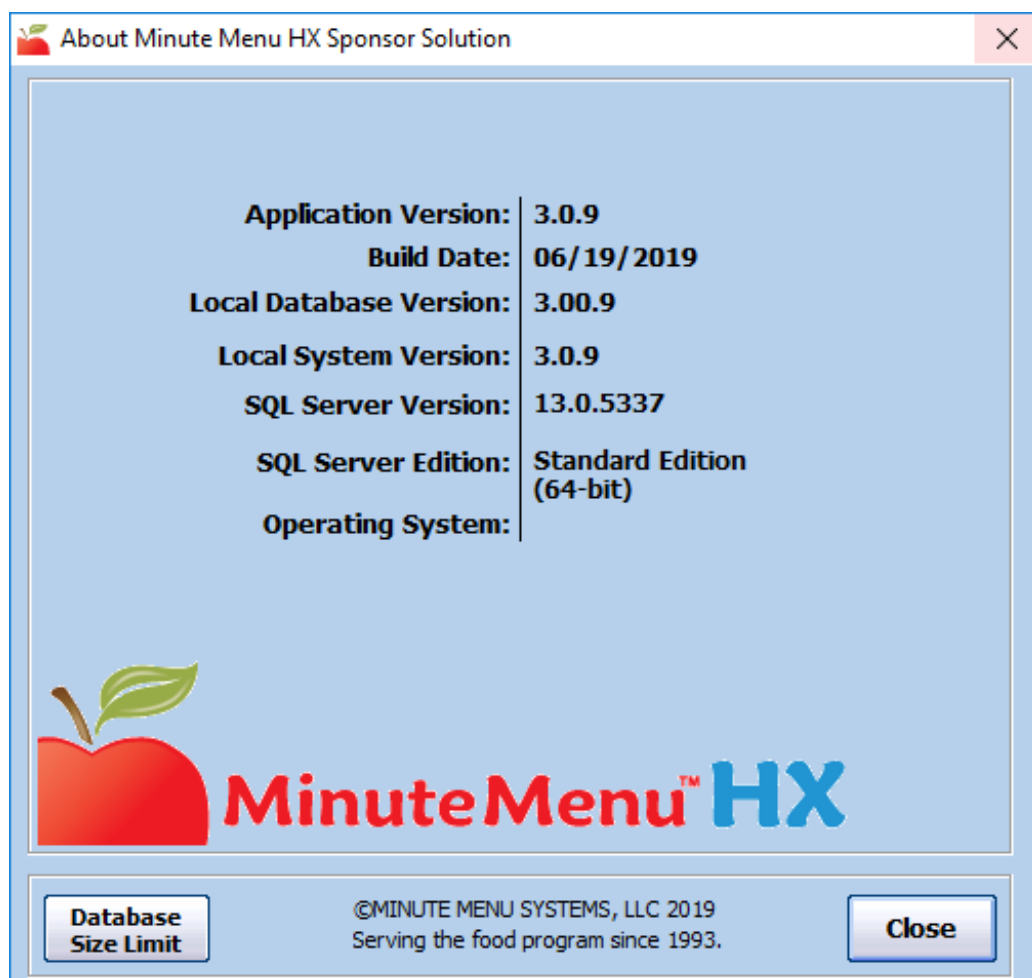 About Minute Menu HX Sponsor Solution
Application Version: 3.0.9
Build Date: 06/19/2019
Local Database Version: 3.00.9
Local System Version: 3.0.9
SQL Server Version: 13.0.5337
SQL Server Edition: Standard Edition
(64-bit)
Operating System:
MinuteMenu™ HX
Database
Size Limit
©MINUTE MENU SYSTEMS, LLC 2019
Serving the food program since 1993.
Close